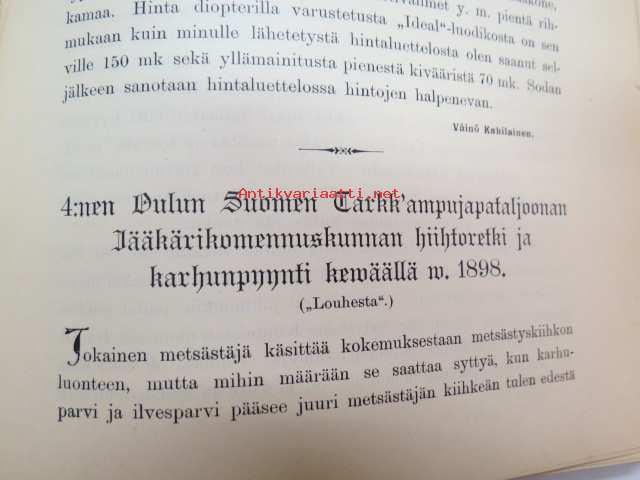 kamaa. Hinta diopterilla varustetusta „Ideal“-luodikosta on sen
mukaan kuin minulle lähetetystä hintaluettelosta olen saanut sel-
ville 150 mk sekä yllämainitusta pienestä kivääristä 70 mk. Sodan
jälkeen sanotaan hintaluettelossa hintojen halpenevan.
Väinö Kahilainen.
Antikvariaatti.net
4:nen Oulun Suomen Tarkk'ampujapataljoonan
Jääkärikomennuskunnan hiihtoretki ja
karhunpyynti kewäällä w. 1898.
(„Louhesta“.)
Jokainen metsästäjä käsittää kokemuksestaan metsästyskiihkon
luonteen, mutta mihin määrään se saattaa syttyä, kun karhu-
parvi ja ilvesparvi pääsee juuri metsästäjän kiihkeän tulen edestä